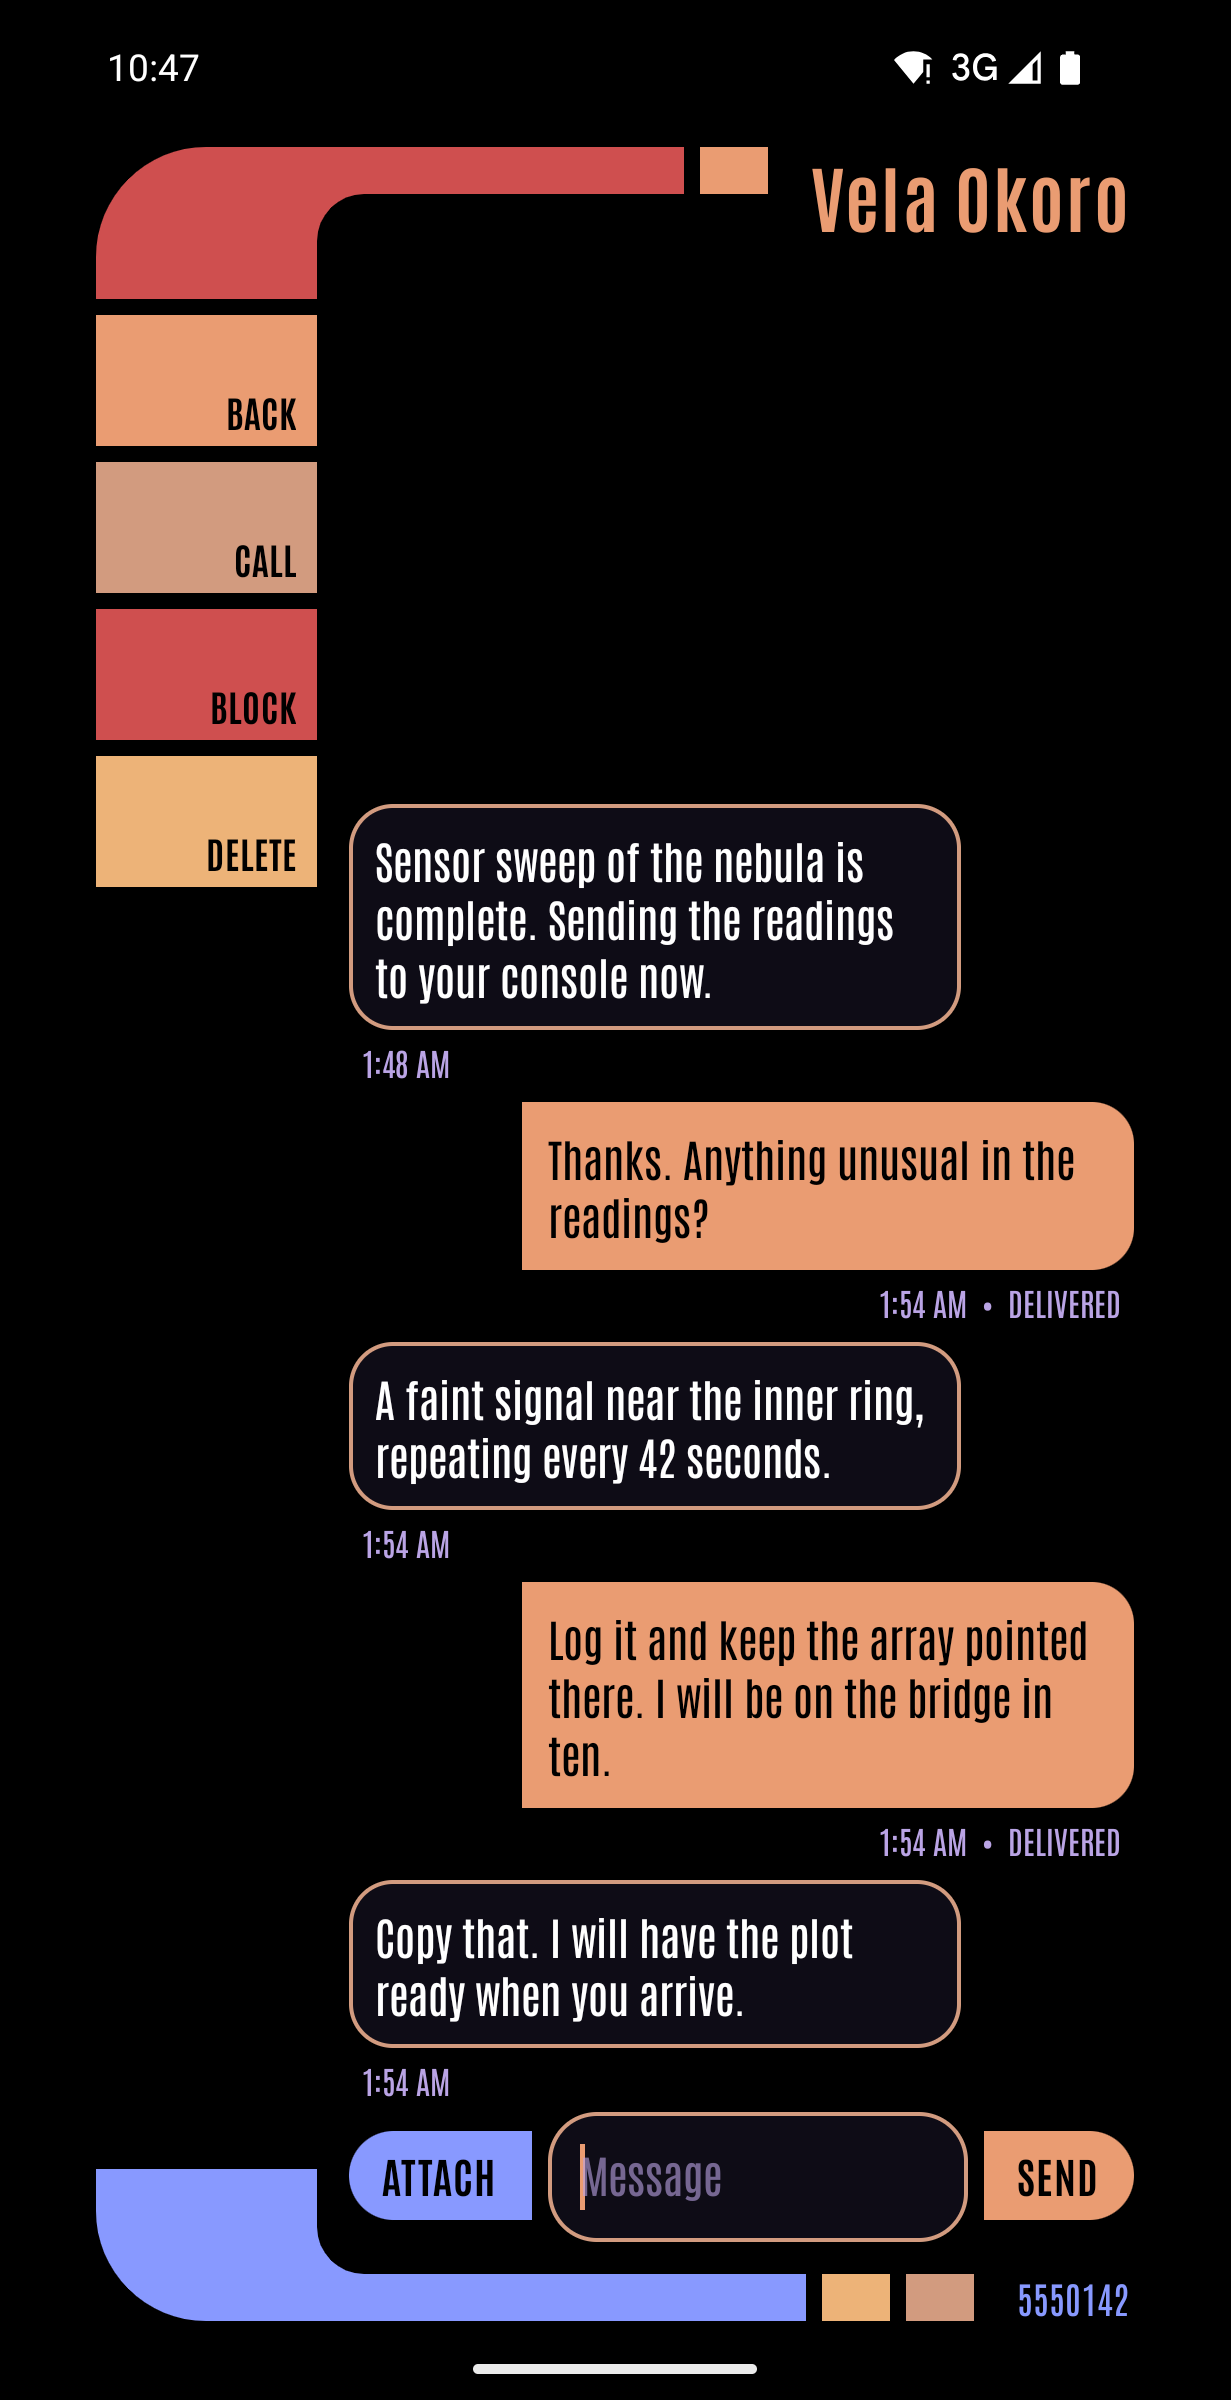 10:47
3G
Vela Okoro
BACK
CALL
BLOCK
DELETE
Sensor sweep of the nebula is
complete. Sending the readings
to your console now.
1:48 AM
Thanks. Anything unusual in the
readings?
1:54 AM • DELIVERED
A faint signal near the inner ring,
repeating every 42 seconds.
1:54 AM
Log it and keep the array pointed
there. I will be on the bridge in
ten.
1:54 AM • DELIVERED
Copy that. I will have the plot
ready when you arrive.
1:54 AM
ATTACH
Message
SEND
5550142